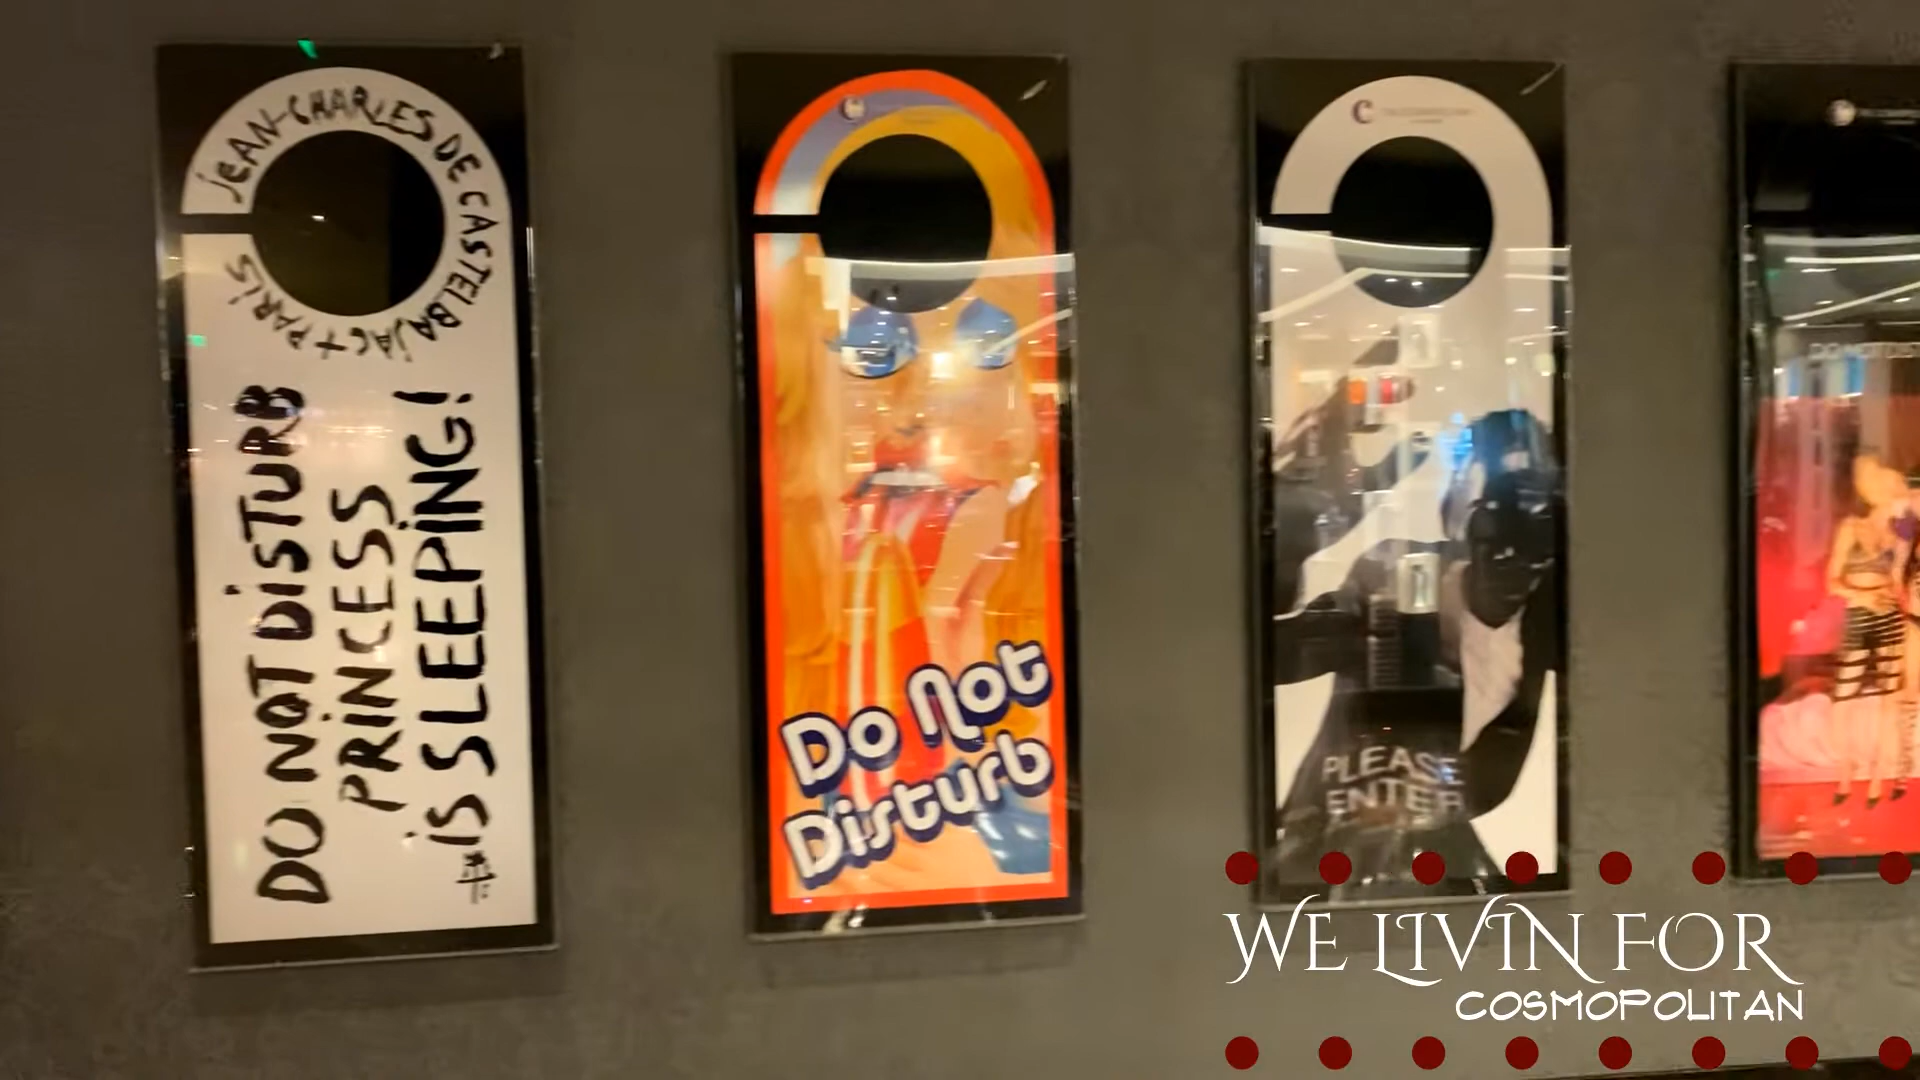 JEAN-CHARLES DE CASTELBAJAC + PARIS
DO NOT DISTURB
PRINCESS
IS SLEEPING!
Do Not
Disturb
PLEASE
ENTER
WE LIVIN FOR
COSMOPOLITAN